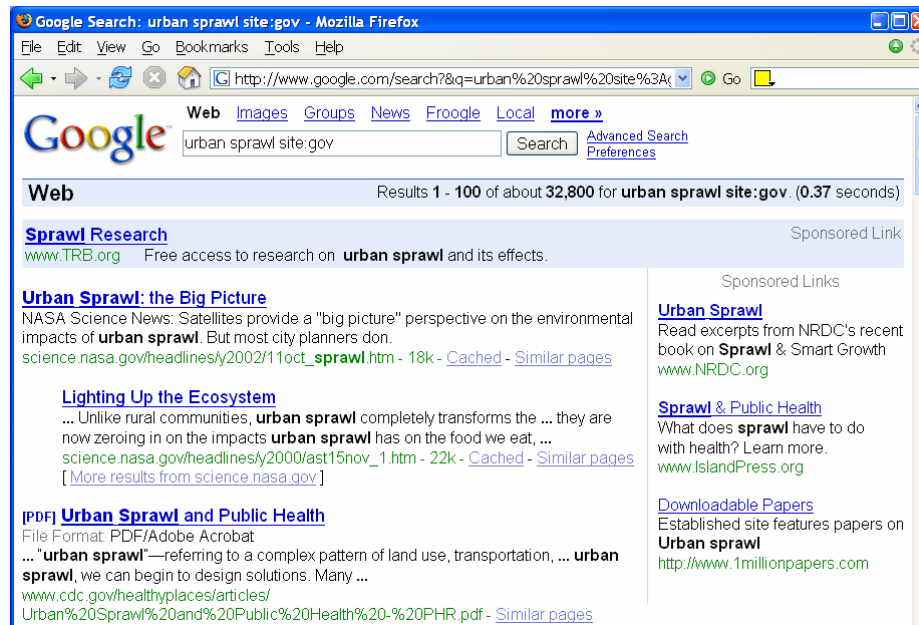 Google Search: urban sprawl site:gov - Mozilla Firefox
File Edit View Go Bookmarks Tools Help
G http://www.google.com/search?&q=urban%20sprawl%20site%3A Go
Google
Web Images Groups News Froogle Local more »
urban sprawl site:gov Search Advanced Search
Preferences
Web Results 1 - 100 of about 32,800 for urban sprawl site:gov. (0.37 seconds)
Sprawl Research Sponsored Link
www.TRB.org Free access to research on urban sprawl and its effects.
Urban Sprawl: the Big Picture
NASA Science News: Satellites provide a "big picture" perspective on the environmental
impacts of urban sprawl. But most city planners don.
science.nasa.gov/headlines/y2002/11oct_sprawl.htm - 18k - Cached - Similar pages
Lighting Up the Ecosystem
... Unlike rural communities, urban sprawl completely transforms the ... they are
now zeroing in on the impacts urban sprawl has on the food we eat, ...
science.nasa.gov/headlines/y2000/ast15nov_1.htm - 22k - Cached - Similar pages
[ More results from science.nasa.gov ]
[PDF] Urban Sprawl and Public Health
File Format: PDF/Adobe Acrobat
... "urban sprawl"—referring to a complex pattern of land use, transportation, ... urban
sprawl, we can begin to design solutions. Many ...
www.cdc.gov/healthyplaces/articles/
Urban%20Sprawl%20and%20Public%20Health%20-%20PHR.pdf - Similar pages
Sponsored Links
Urban Sprawl
Read excerpts from NRDC's recent
book on Sprawl & Smart Growth
www.NRDC.org
Sprawl & Public Health
What does sprawl have to do
with health? Learn more.
www.IslandPress.org
Downloadable Papers
Established site features papers on
Urban sprawl
http://www.1millionpapers.com